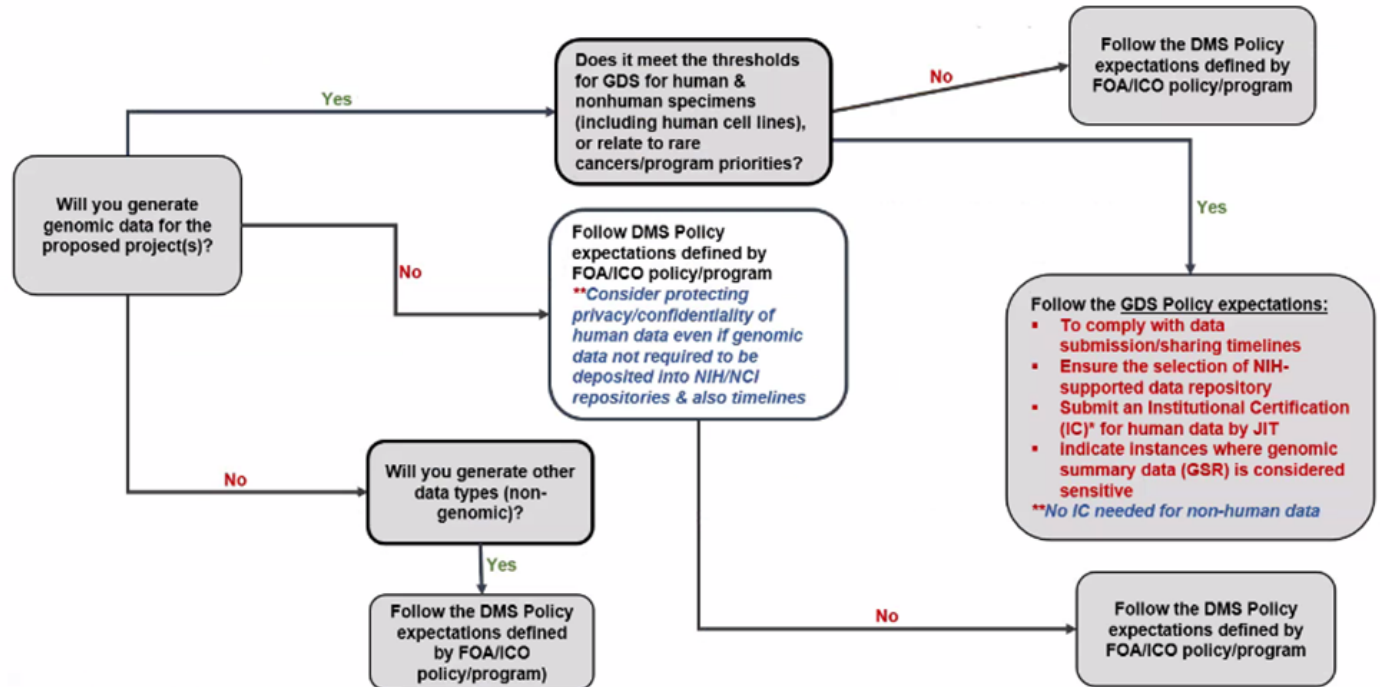 Will you generate
genomic data for the
proposed project(s)?
Yes
Does it meet the thresholds
for GDS for human &
nonhuman specimens
(including human cell lines),
or relate to rare
cancers/program priorities?
No
Follow the DMS Policy
expectations defined by
FOA/ICO policy/program
Yes
Follow the GDS Policy expectations:
▪ To comply with data
submission/sharing timelines
▪ Ensure the selection of NIH-
supported data repository
▪ Submit an Institutional Certification
(IC)* for human data by JIT
▪ Indicate instances where genomic
summary data (GSR) is considered
sensitive
**No IC needed for non-human data
No
Follow DMS Policy
expectations defined by
FOA/ICO policy/program
**Consider protecting
privacy/confidentiality of
human data even if genomic
data not required to be
deposited into NIH/NCI
repositories & also timelines
No
Follow the DMS Policy
expectations defined by
FOA/ICO policy/program
No
Will you generate other
data types (non-
genomic)?
Yes
Follow the DMS Policy
expectations defined
by FOA/ICO
policy/program)